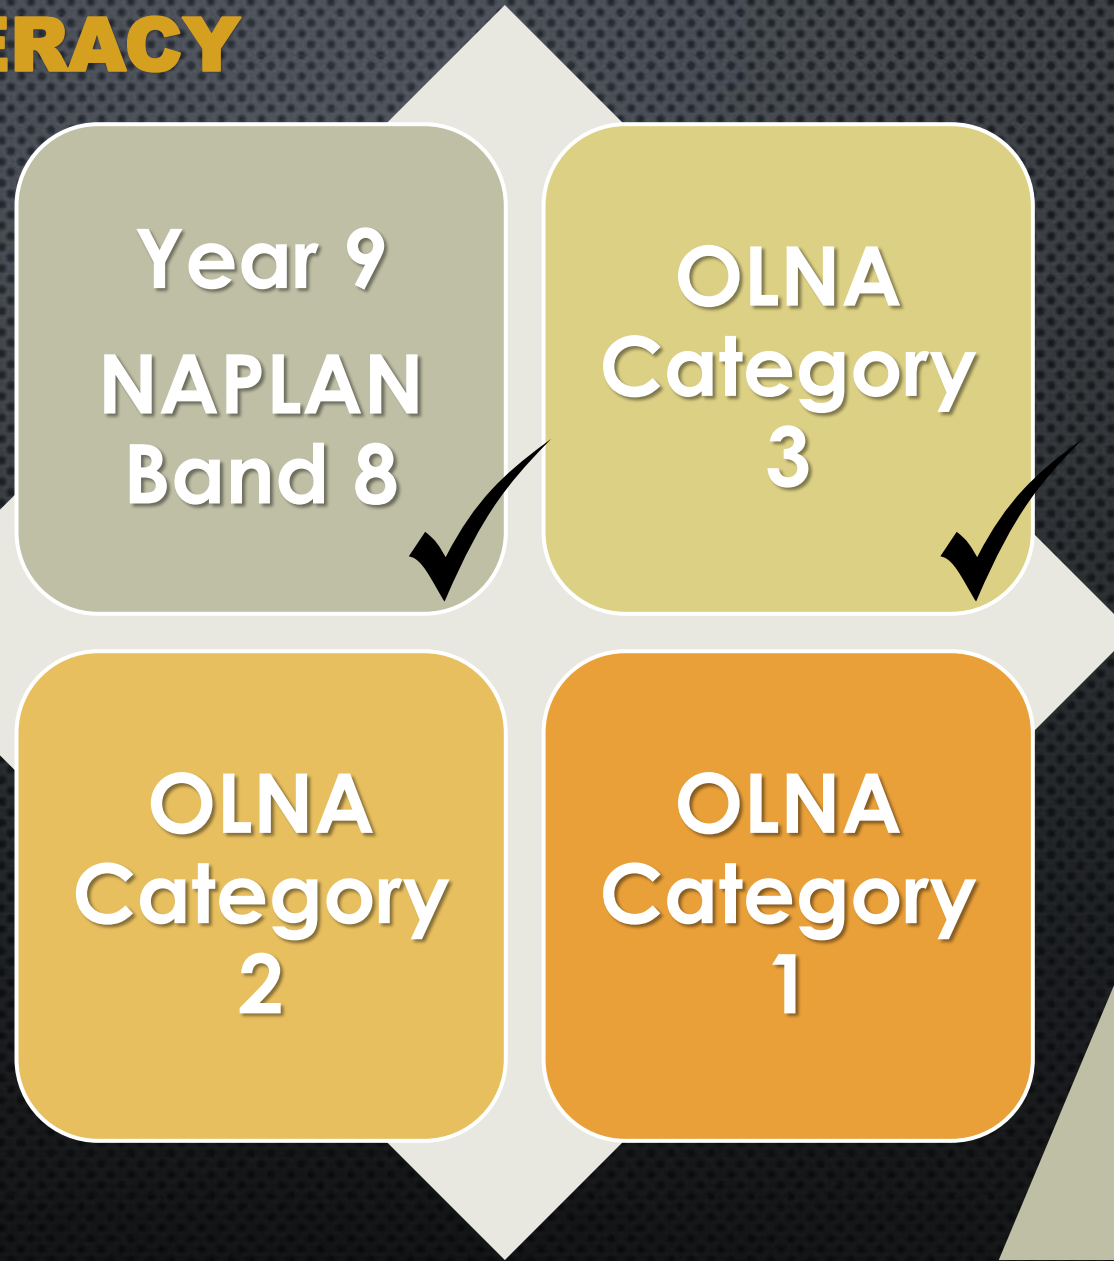 ERACY
Year 9
NAPLAN
Band 8
OLNA
Category
3
OLNA
Category
2
OLNA
Category
1